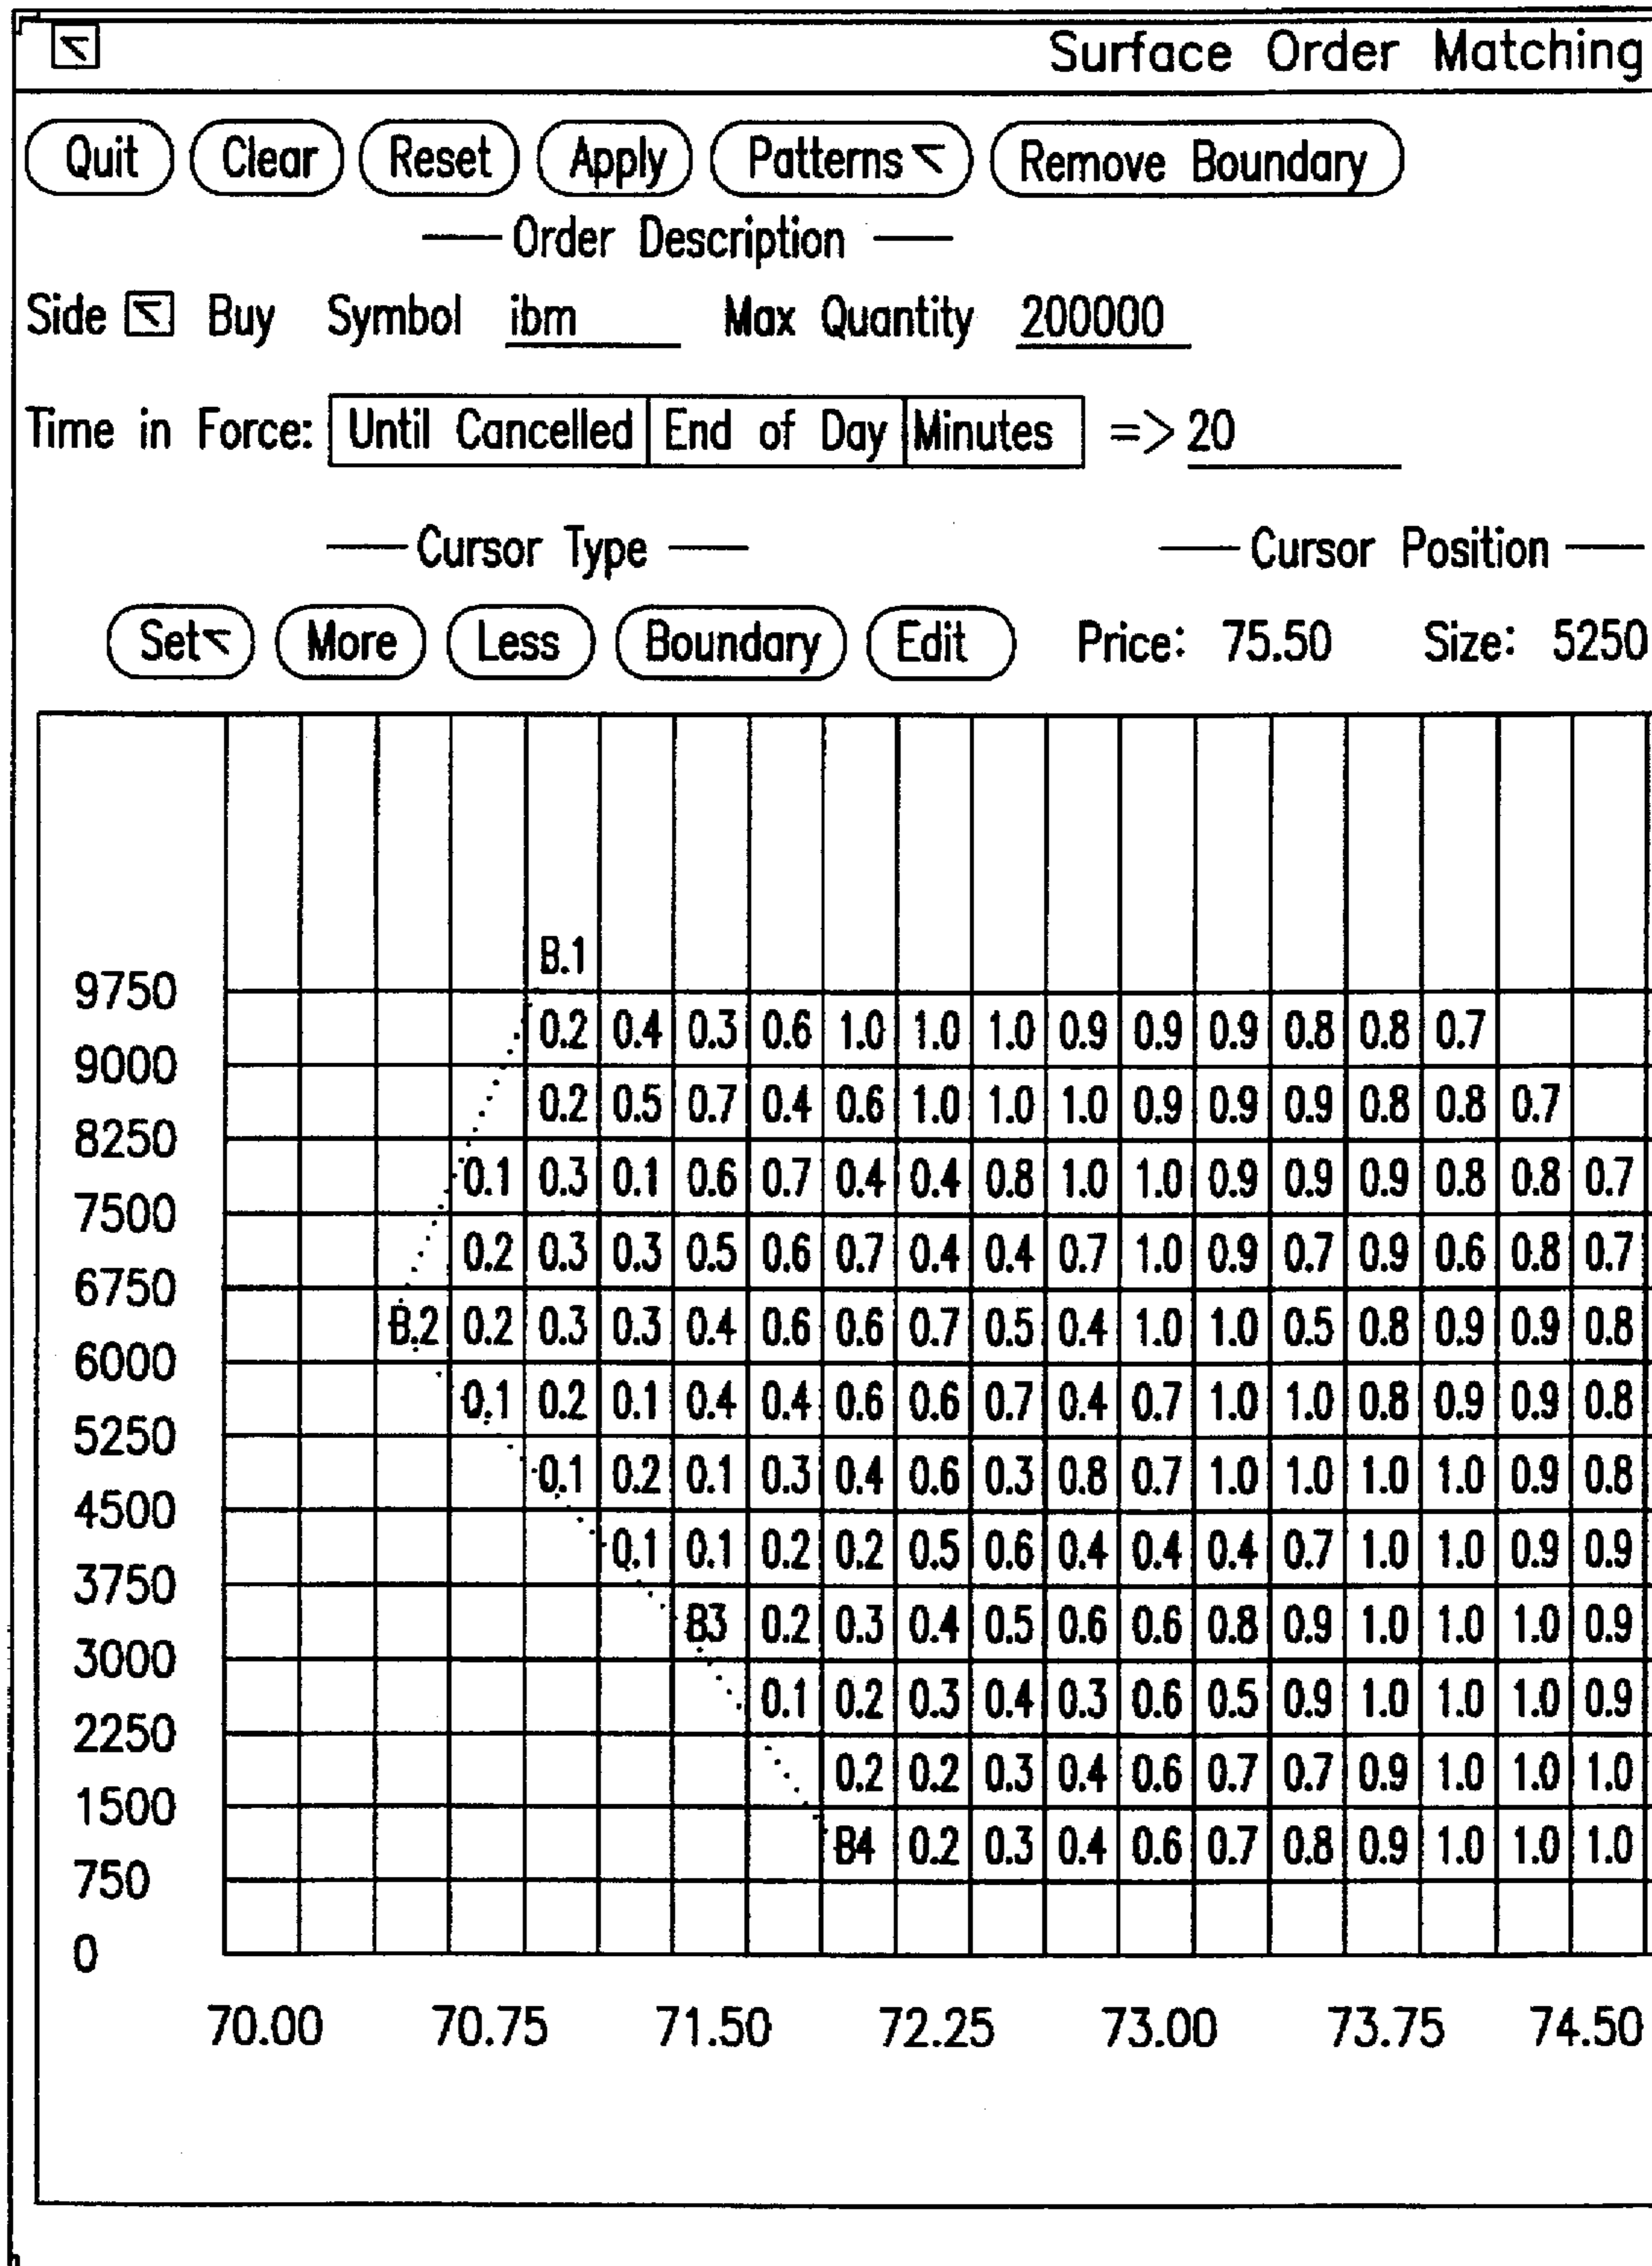 Surface Order Matching
Quit Clear Reset Apply Patterns Remove Boundary
Order Description
Side Buy Symbol ibm Max Quantity 200000
Time in Force: Until Cancelled End of Day Minutes => 20
Cursor Type Cursor Position
Set More Less Boundary Edit Price: 75.50 Size: 5250
B.1
9750
0.2 0.4 0.3 0.6 1.0 1.0 1.0 0.9 0.9 0.9 0.8 0.8 0.7
9000
0.2 0.5 0.7 0.4 0.6 1.0 1.0 1.0 0.9 0.9 0.9 0.8 0.8 0.7
8250
0.1 0.3 0.1 0.6 0.7 0.4 0.4 0.8 1.0 1.0 0.9 0.9 0.9 0.8 0.8 0.7
7500
0.2 0.3 0.3 0.5 0.6 0.7 0.4 0.4 0.7 1.0 0.9 0.7 0.9 0.6 0.8 0.7
6750
B.2 0.2 0.3 0.3 0.4 0.6 0.6 0.7 0.5 0.4 1.0 1.0 0.5 0.8 0.9 0.9 0.8
6000
0.1 0.2 0.1 0.4 0.4 0.6 0.6 0.7 0.4 0.7 1.0 1.0 0.8 0.9 0.9 0.8
5250
0.1 0.2 0.1 0.3 0.4 0.6 0.3 0.8 0.7 1.0 1.0 1.0 1.0 0.9 0.8
4500
0.1 0.1 0.2 0.2 0.5 0.6 0.4 0.4 0.4 0.7 1.0 1.0 0.9 0.9
3750
B3 0.2 0.3 0.4 0.5 0.6 0.6 0.8 0.9 1.0 1.0 1.0 0.9
3000
0.1 0.2 0.3 0.4 0.3 0.6 0.5 0.9 1.0 1.0 1.0 0.9
2250
0.2 0.2 0.3 0.4 0.6 0.7 0.7 0.9 1.0 1.0 1.0
1500
B4 0.2 0.3 0.4 0.6 0.7 0.8 0.9 1.0 1.0 1.0
750
0
70.00 70.75 71.50 72.25 73.00 73.75 74.50